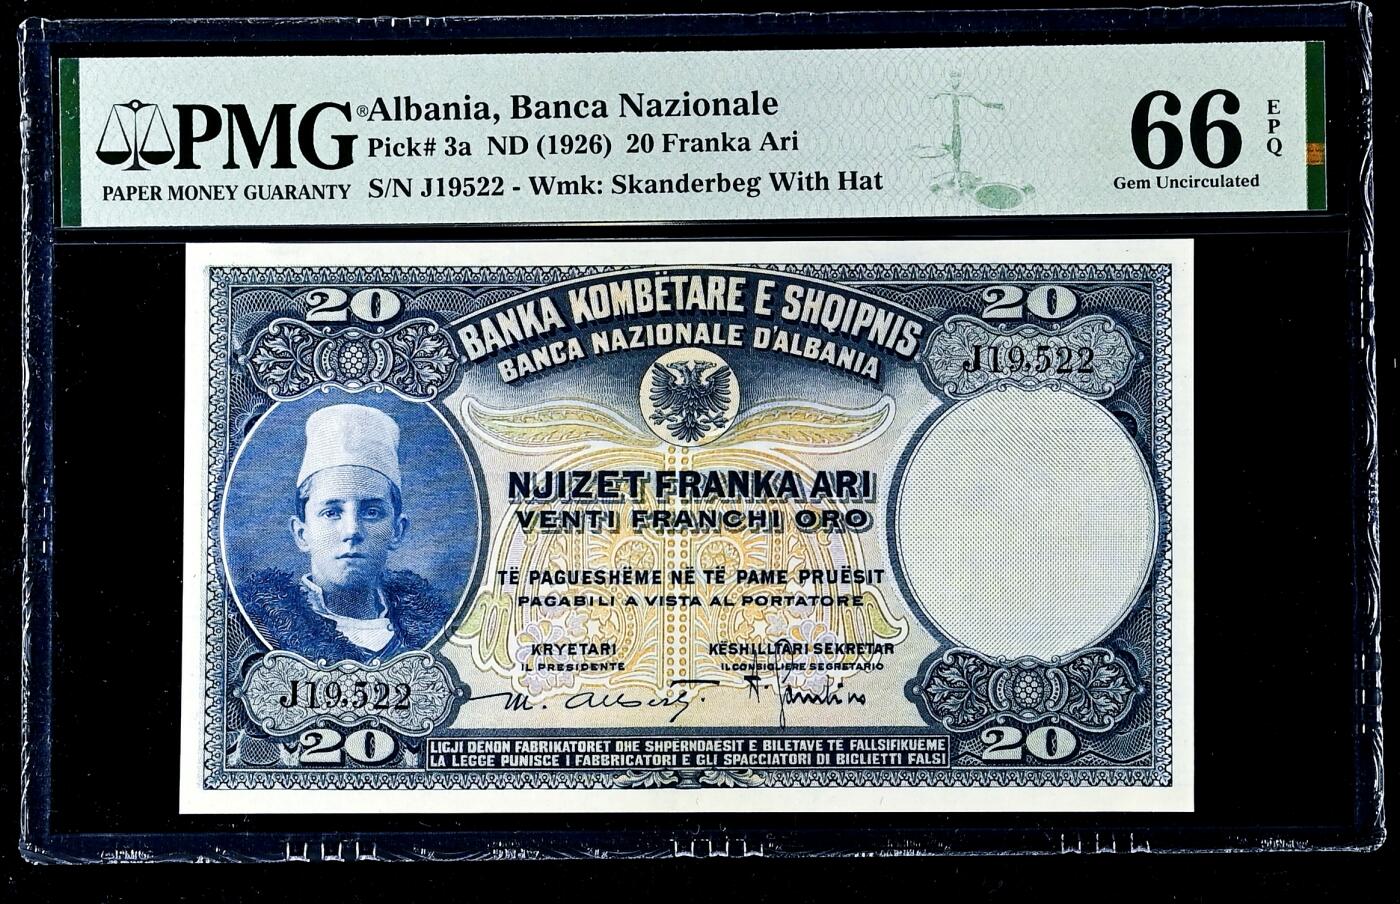 PMG® Albania, Banca Nazionale
Pick# 3a ND (1926) 20 Franka Ari
PAPER MONEY GUARANTY S/N J19522 - Wmk: Skanderbeg With Hat
66 EPQ
Gem Uncirculated
20 20
BANKA KOMBËTARE E SHQIPNIS
BANCA NAZIONALE D'ALBANIA
J19,522
NJIZET FRANKA ARI
VENTI FRANCHI ORO
TË PAGUESHËME NË TË PAME PRUËSIT
PAGABILI A VISTA AL PORTATORE
KRYETARI KËSHILLTARI SEKRETAR
IL PRESIDENTE IL CONSIGLIERE SEGRETARIO
J19,522 M. Alberti
20 20
LIGJI DENON FABRIKATORET DHE SHPERNDAESIT E BILETAVE TE FALLSIFIKUEME
LA LEGGE PUNISCE I FABBRICATORI E GLI SPACCIATORI DI BIGLIETTI FALSI